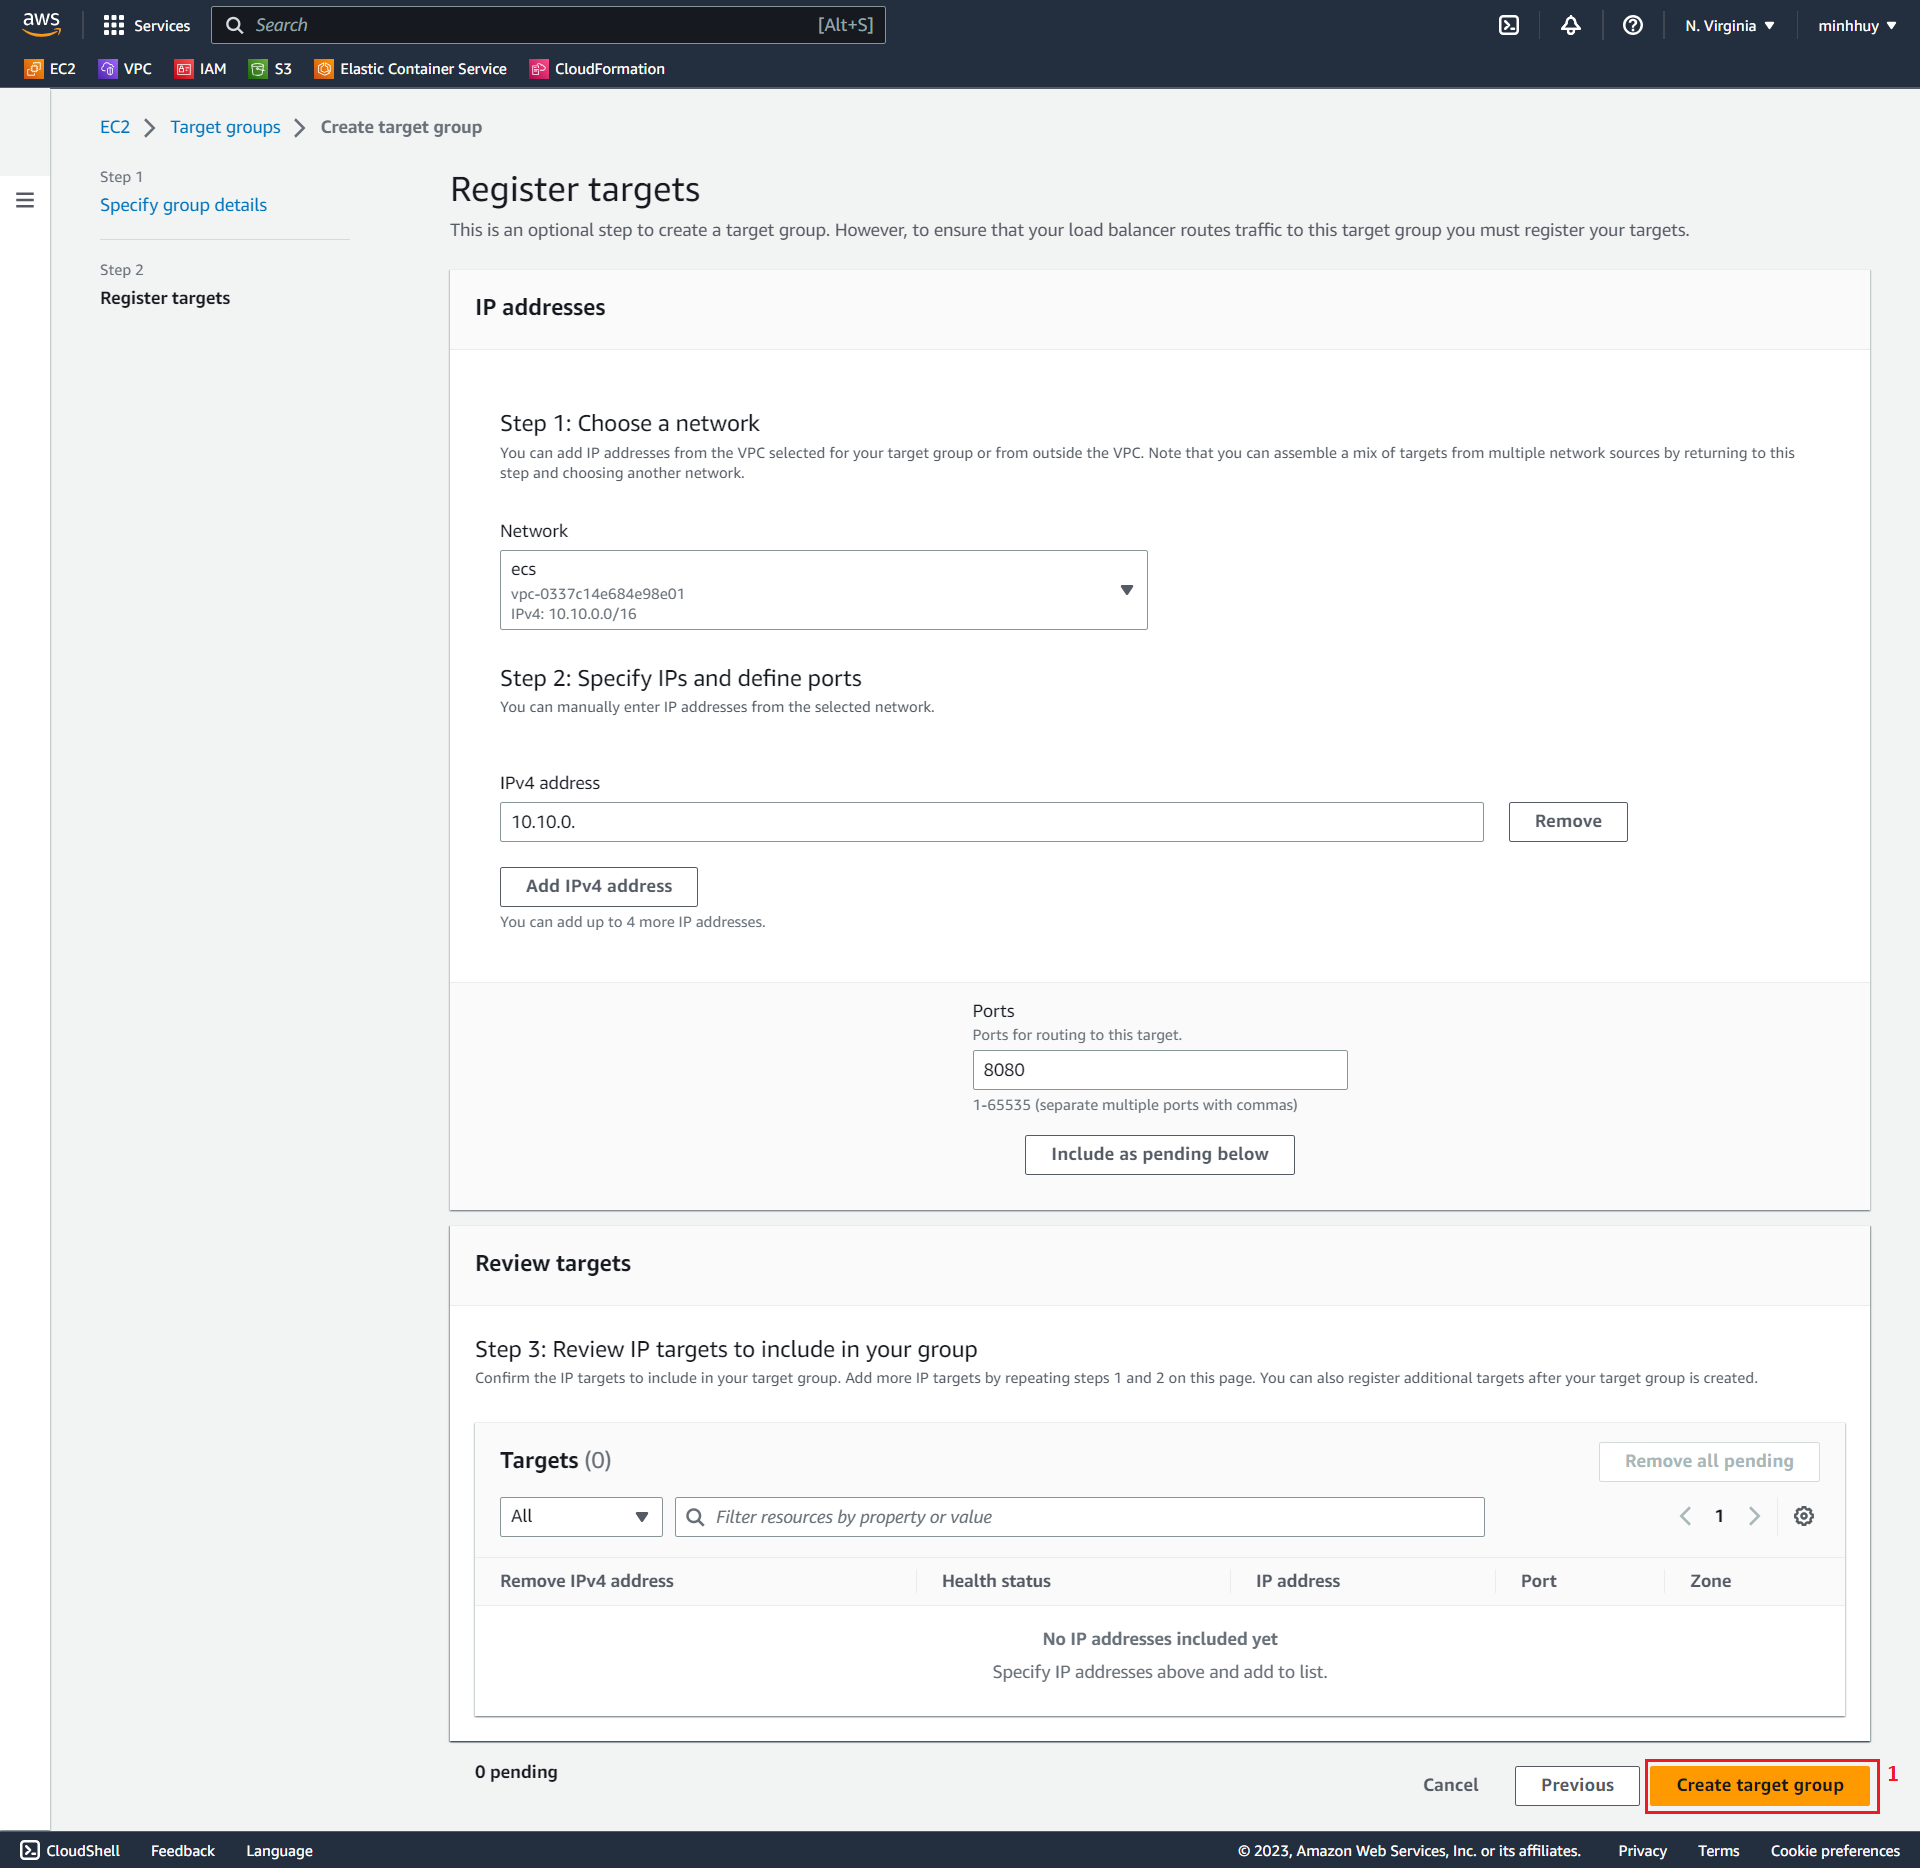 aws
Services
Search
[Alt+S]
N. Virginia
minhhuy
EC2
VPC
IAM
S3
Elastic Container Service
CloudFormation
EC2
Target groups
Create target group
Step 1
Specify group details
Step 2
Register targets
Register targets
This is an optional step to create a target group. However, to ensure that your load balancer routes traffic to this target group you must register your targets.
IP addresses
Step 1: Choose a network
You can add IP addresses from the VPC selected for your target group or from outside the VPC. Note that you can assemble a mix of targets from multiple network sources by returning to this
step and choosing another network.
Network
ecs
vpc-0337c14e684e98e01
IPv4: 10.10.0.0/16
Step 2: Specify IPs and define ports
You can manually enter IP addresses from the selected network.
IPv4 address
10.10.0.
Remove
Add IPv4 address
You can add up to 4 more IP addresses.
Ports
Ports for routing to this target.
8080
1-65535 (separate multiple ports with commas)
Include as pending below
Review targets
Step 3: Review IP targets to include in your group
Confirm the IP targets to include in your target group. Add more IP targets by repeating steps 1 and 2 on this page. You can also register additional targets after your target group is created.
Targets (0)
Remove all pending
All
Filter resources by property or value
1
Remove IPv4 address
Health status
IP address
Port
Zone
No IP addresses included yet
Specify IP addresses above and add to list.
0 pending
Cancel
Previous
Create target group
1
CloudShell
Feedback
Language
© 2023, Amazon Web Services, Inc. or its affiliates.
Privacy
Terms
Cookie preferences